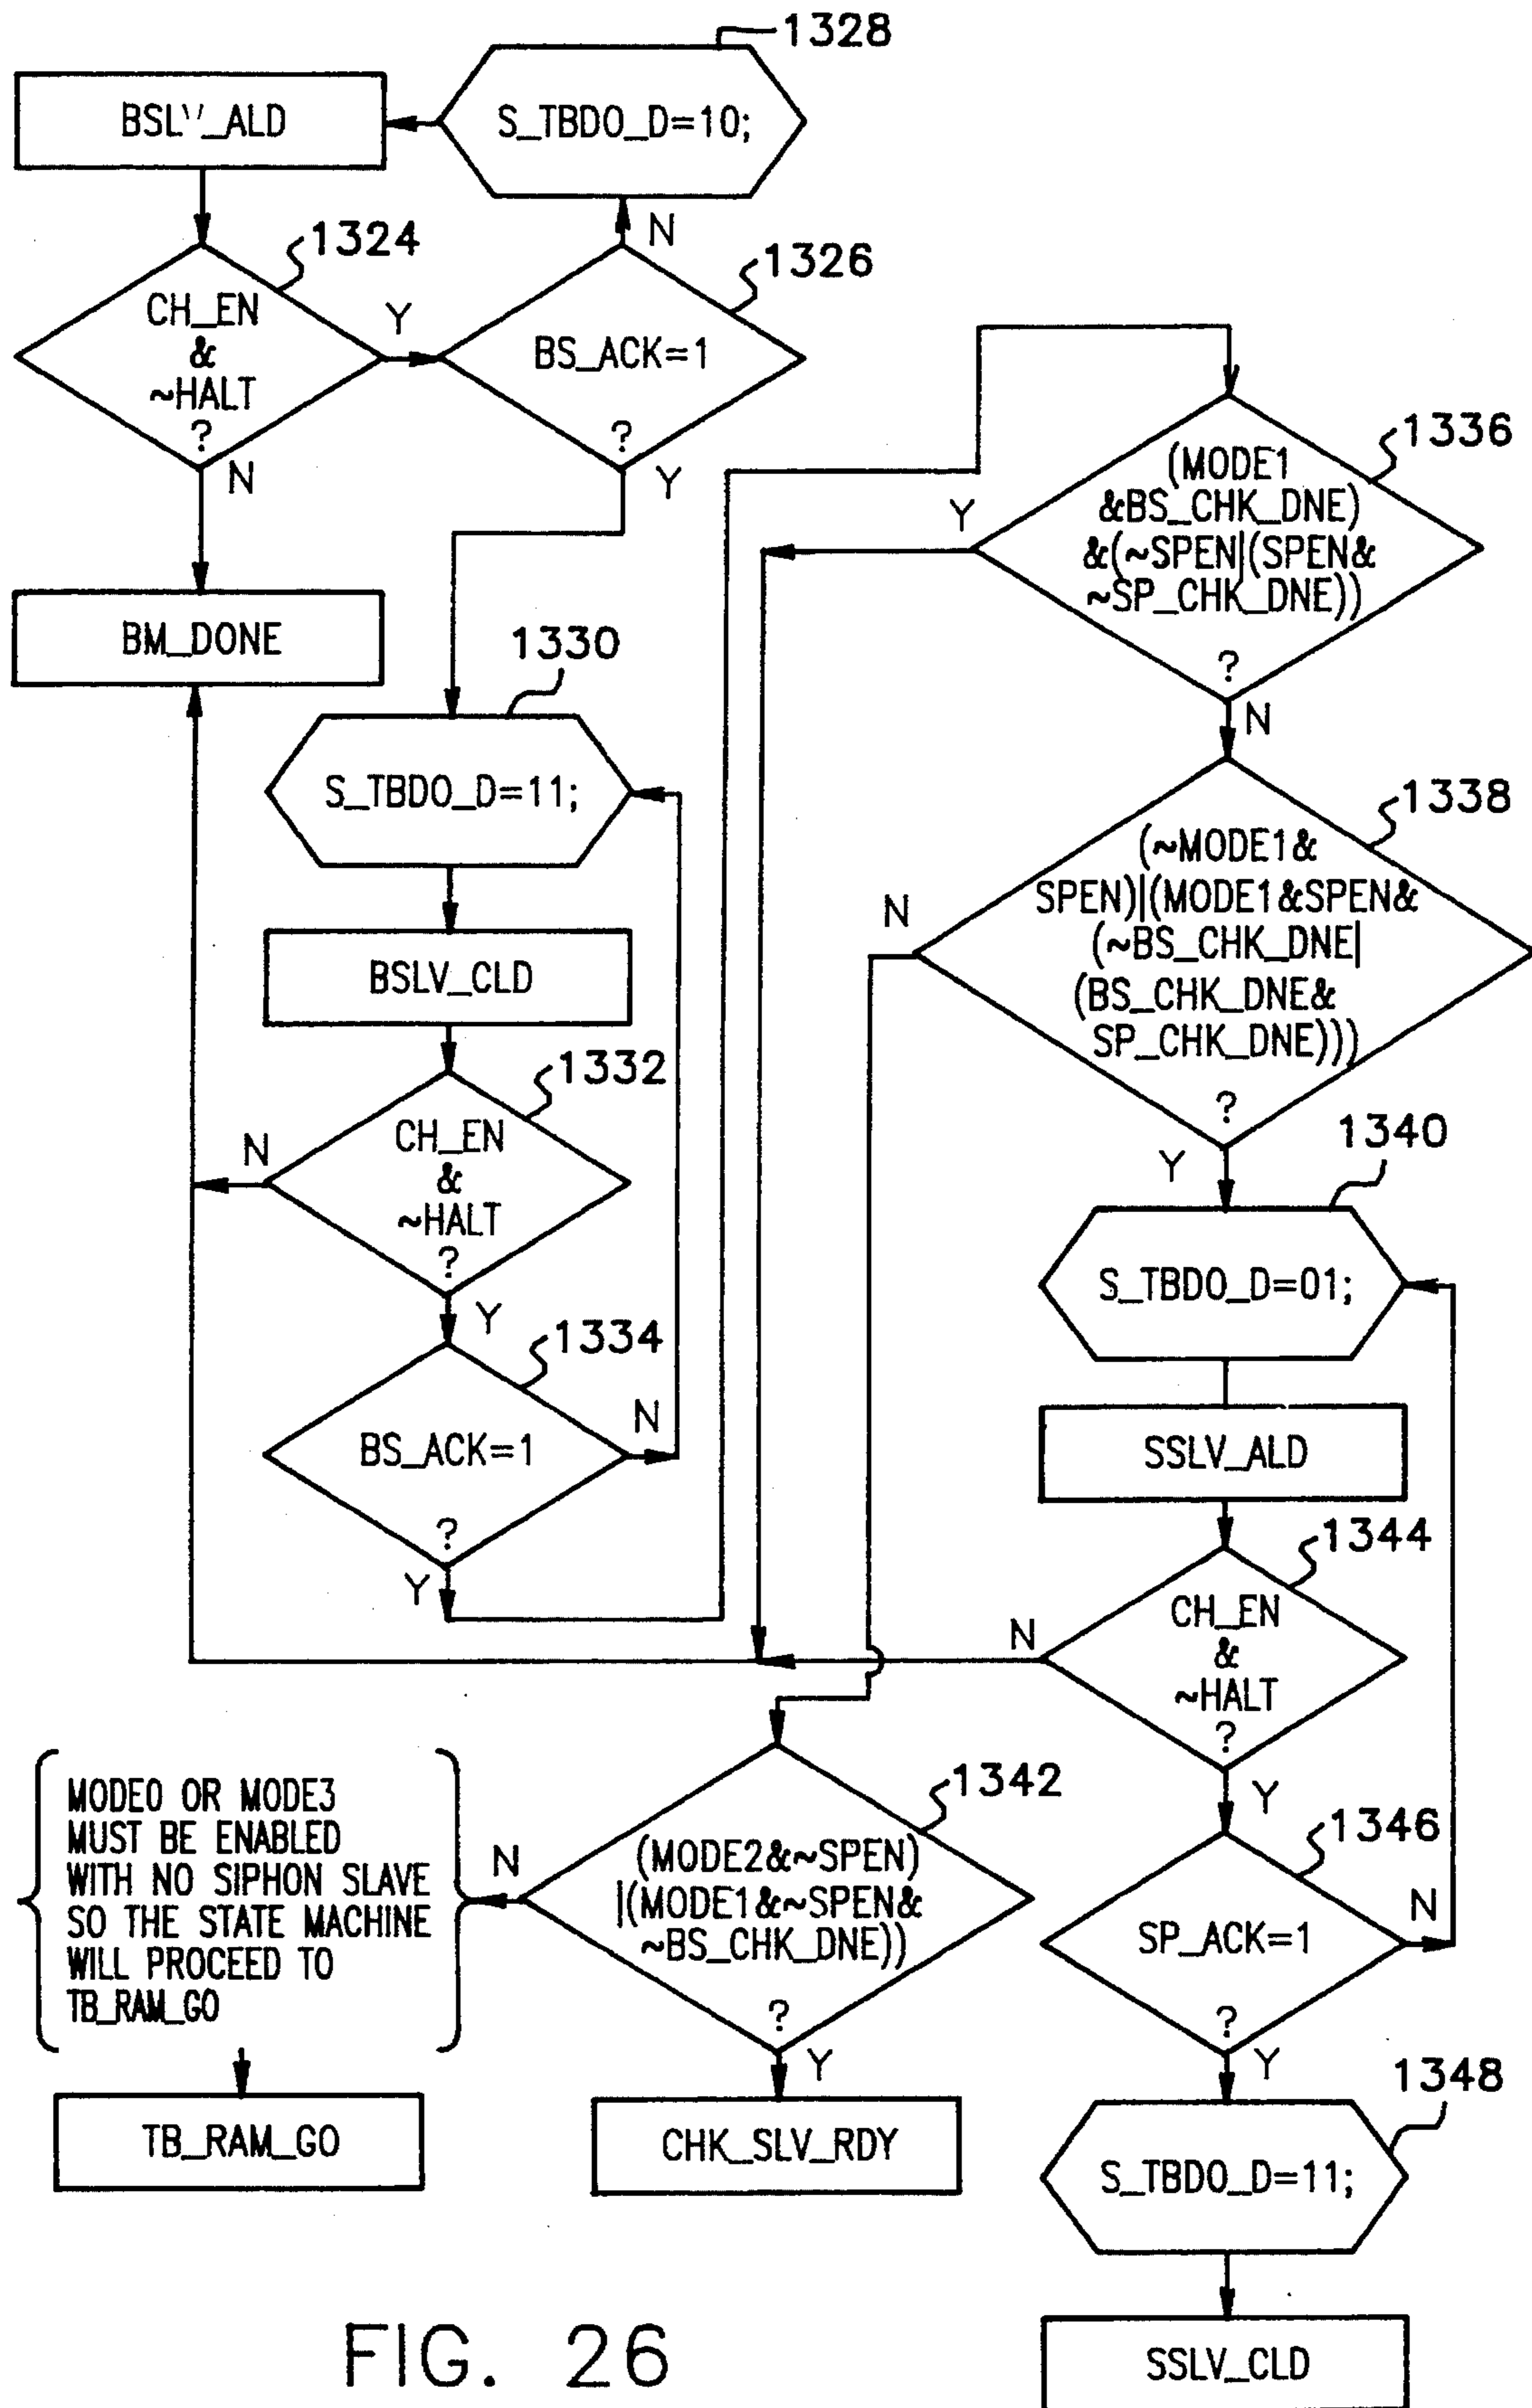 1328
BSLV_ALD
S_TBDO_D=10;
N
1324
1326
CH_EN
&
~HALT
?
Y
BS_ACK=1
?
N
Y
1336
(MODE1
&BS_CHK_DNE)
&(~SPEN|(SPEN&
~SP_CHK_DNE))
?
Y
N
BM_DONE
1330
S_TBDO_D=11;
1338
(~MODE1&
SPEN)|(MODE1&SPEN&
(~BS_CHK_DNE|
(BS_CHK_DNE&
SP_CHK_DNE)))
?
N
Y
BSLV_CLD
1332
CH_EN
&
~HALT
?
N
Y
1340
S_TBDO_D=01;
1334
BS_ACK=1
?
N
Y
SSLV_ALD
1344
CH_EN
&
~HALT
?
N
Y
MODE0 OR MODE3
MUST BE ENABLED
WITH NO SIPHON SLAVE
SO THE STATE MACHINE
WILL PROCEED TO
TB_RAM_GO
N
1342
(MODE2&~SPEN)
|(MODE1&~SPEN&
~BS_CHK_DNE))
?
Y
1346
SP_ACK=1
?
N
Y
TB_RAM_GO
CHK_SLV_RDY
1348
S_TBDO_D=11;
SSLV_CLD
FIG. 26